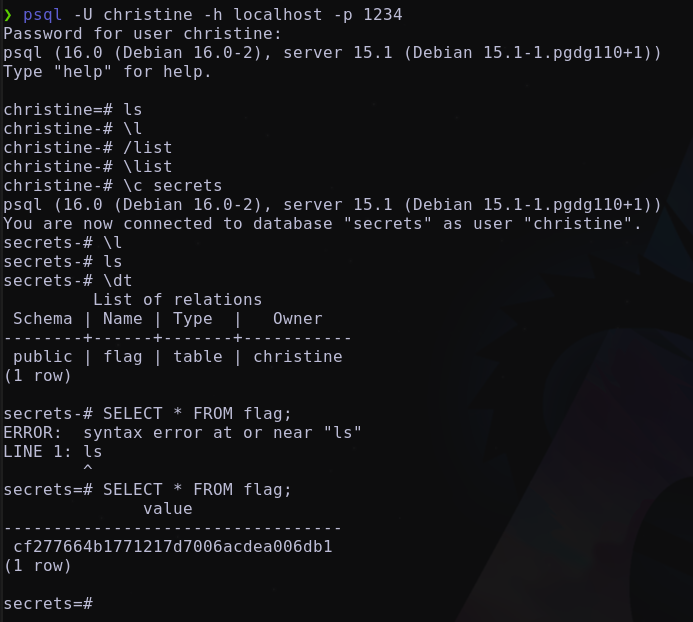 ❯ psql -U christine -h localhost -p 1234
Password for user christine:
psql (16.0 (Debian 16.0-2), server 15.1 (Debian 15.1-1.pgdg110+1))
Type "help" for help.

christine=# ls
christine-# \l
christine-# /list
christine-# \list
christine-# \c secrets
psql (16.0 (Debian 16.0-2), server 15.1 (Debian 15.1-1.pgdg110+1))
You are now connected to database "secrets" as user "christine".
secrets-# \l
secrets-# ls
secrets-# \dt
         List of relations
 Schema | Name | Type  |   Owner
--------+------+-------+-----------
 public | flag | table | christine
(1 row)

secrets-# SELECT * FROM flag;
ERROR:  syntax error at or near "ls"
LINE 1: ls
        ^
secrets=# SELECT * FROM flag;
              value
----------------------------------
 cf277664b1771217d7006acdea006db1
(1 row)

secrets=#